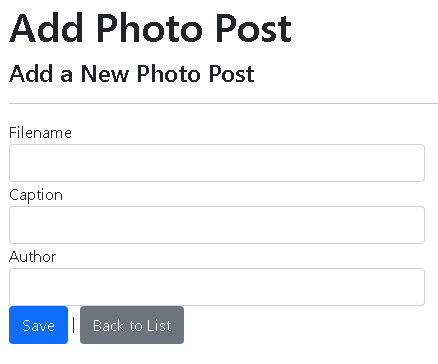 Add Photo Post
Add a New Photo Post
Filename
Caption
Author
Save | Back to List